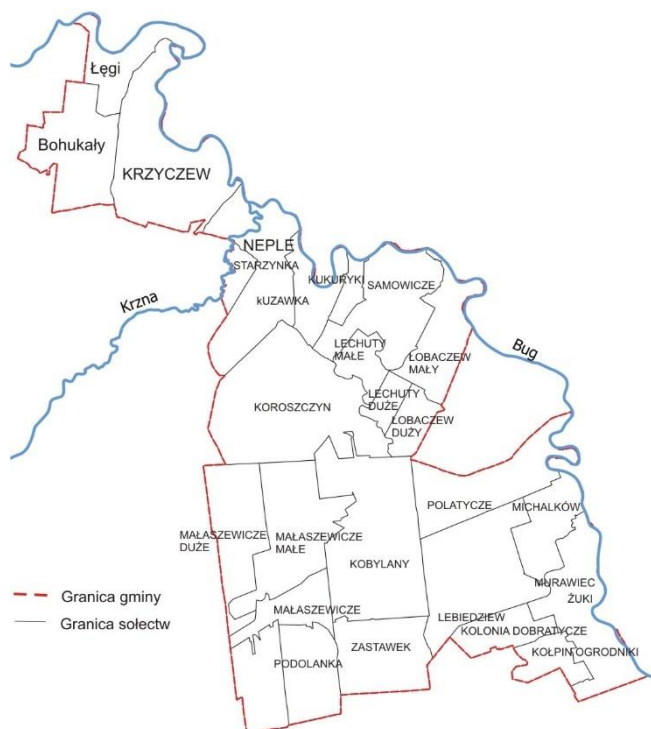 Łęgi
Bohukały
KRZYCZEW
NEPLE
STARZYNKA
KUKURYKI
SAMOWICZE
kUZAWKA
Krzna
Bug
LECHUTY
MAŁE
ŁOBACZEW
MAŁY
LECHUTY
DUŻE
KOROSZCZYN
ŁOBACZEW
DUŻY
POLATYCZE
MICHALKÓW
MAŁASZEWICZE
DUŻE
MAŁASZEWICZE
MAŁE
KOBYLANY
MURAWIEC
ŻUKI
Granica gminy
Granica sołectw
MAŁASZEWICZE
LEBIEDZIEW
KOLONIA DOBRATYCZE
ZASTAWEK
KOŁPIN OGRODNIKI
PODOLANKA